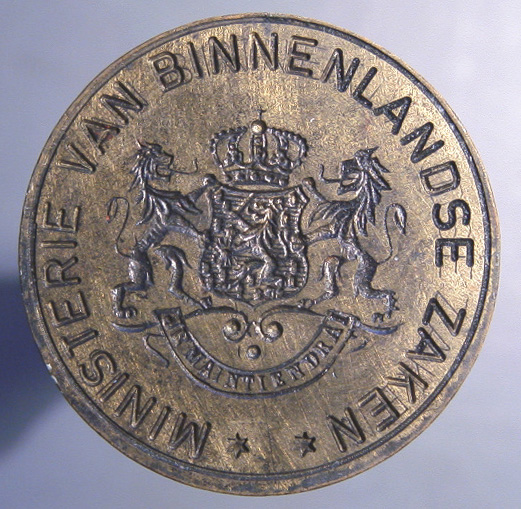 MINISTERIE VAN BINNENLANDSE ZAKEN
JE MAINTIENDRAI